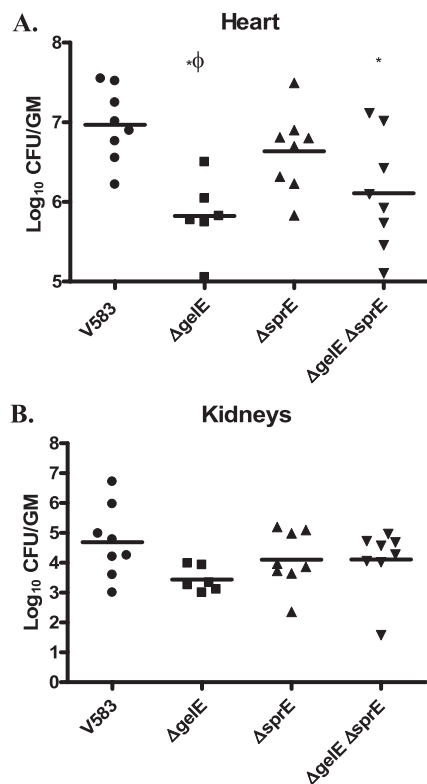 A.
Heart
Log10 CFU/GM
8
7
6
5
*ϕ
*
V583
ΔgelE
ΔsprE
ΔgelE ΔsprE
B.
Kidneys
Log10 CFU/GM
8
7
6
5
4
3
2
1
0
V583
ΔgelE
ΔsprE
ΔgelE ΔsprE